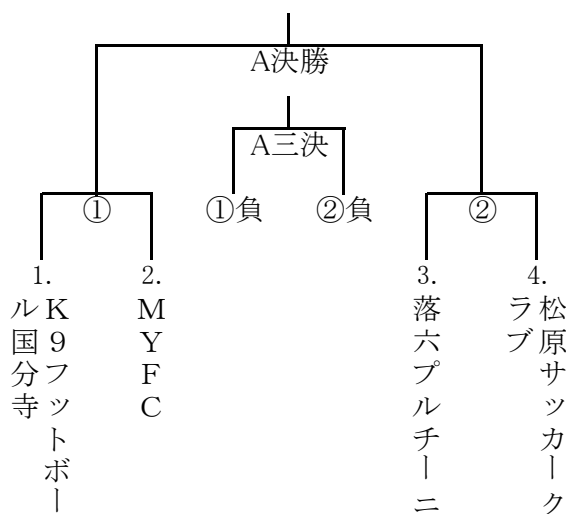 A決勝
A三決
①
①負
②負
②
1.
K9フットボー
ル国分寺
2.
MYFC
3.
落六プルチーニ
4.
松原サッカーク
ラブ